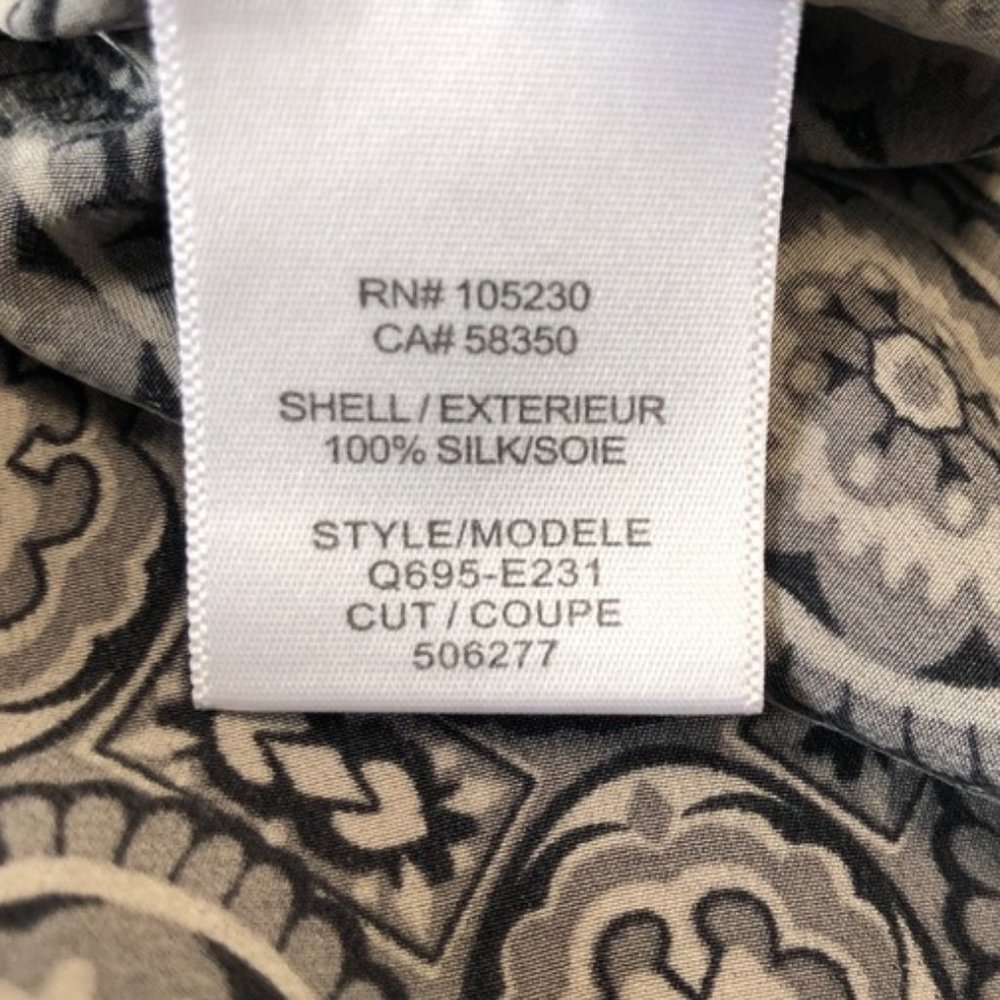 RN# 105230
CA# 58350
SHELL / EXTERIEUR
100% SILK/SOIE
STYLE/MODELE
Q695-E231
CUT / COUPE
506277